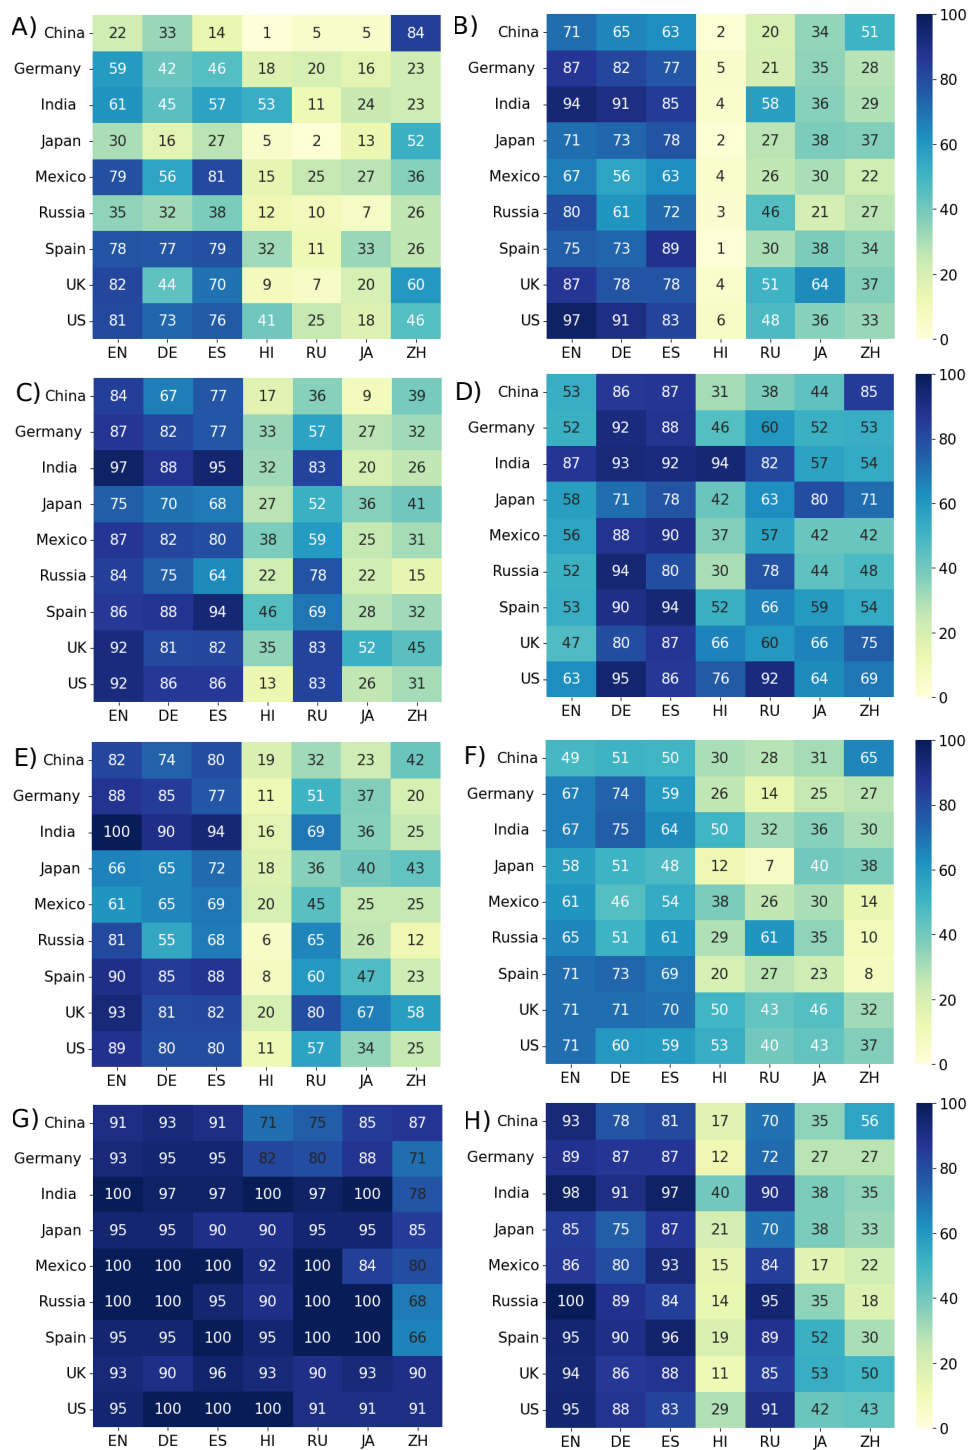 A)
China 22 33 14 1 5 5 84
Germany 59 42 46 18 20 16 23
India 61 45 57 53 11 24 23
Japan 30 16 27 5 2 13 52
Mexico 79 56 81 15 25 27 36
Russia 35 32 38 12 10 7 26
Spain 78 77 79 32 11 33 26
UK 82 44 70 9 7 20 60
US 81 73 76 41 25 18 46
EN DE ES HI RU JA ZH
B)
China 71 65 63 2 20 34 51
Germany 87 82 77 5 21 35 28
India 94 91 85 4 58 36 29
Japan 71 73 78 2 27 38 37
Mexico 67 56 63 4 26 30 22
Russia 80 61 72 3 46 21 27
Spain 75 73 89 1 30 38 34
UK 87 78 78 4 51 64 37
US 97 91 83 6 48 36 33
EN DE ES HI RU JA ZH
100
80
60
40
20
0
C)
China 84 67 77 17 36 9 39
Germany 87 82 77 33 57 27 32
India 97 88 95 32 83 20 26
Japan 75 70 68 27 52 36 41
Mexico 87 82 80 38 59 25 31
Russia 84 75 64 22 78 22 15
Spain 86 88 94 46 69 28 32
UK 92 81 82 35 83 52 45
US 92 86 86 13 83 26 31
EN DE ES HI RU JA ZH
D)
China 53 86 87 31 38 44 85
Germany 52 92 88 46 60 52 53
India 87 93 92 94 82 57 54
Japan 58 71 78 42 63 80 71
Mexico 56 88 90 37 57 42 42
Russia 52 94 80 30 78 44 48
Spain 53 90 94 52 66 59 54
UK 47 80 87 66 60 66 75
US 63 95 86 76 92 64 69
EN DE ES HI RU JA ZH
100
80
60
40
20
0
E)
China 82 74 80 19 32 23 42
Germany 88 85 77 11 51 37 20
India 100 90 94 16 69 36 25
Japan 66 65 72 18 36 40 43
Mexico 61 65 69 20 45 25 25
Russia 81 55 68 6 65 26 12
Spain 90 85 88 8 60 47 23
UK 93 81 82 20 80 67 58
US 89 80 80 11 57 34 25
EN DE ES HI RU JA ZH
F)
China 49 51 50 30 28 31 65
Germany 67 74 59 26 14 25 27
India 67 75 64 50 32 36 30
Japan 58 51 48 12 7 40 38
Mexico 61 46 54 38 26 30 14
Russia 65 51 61 29 61 35 10
Spain 71 73 69 20 27 23 8
UK 71 71 70 50 43 46 32
US 71 60 59 53 40 43 37
EN DE ES HI RU JA ZH
100
80
60
40
20
0
G)
China 91 93 91 71 75 85 87
Germany 93 95 95 82 80 88 71
India 100 97 97 100 97 100 78
Japan 95 95 90 90 95 95 85
Mexico 100 100 100 92 100 84 80
Russia 100 100 95 90 100 100 68
Spain 95 95 100 95 100 100 66
UK 93 90 96 93 90 93 90
US 95 100 100 100 91 91 91
EN DE ES HI RU JA ZH
H)
China 93 78 81 17 70 35 56
Germany 89 87 87 12 72 27 27
India 98 91 97 40 90 38 35
Japan 85 75 87 21 70 38 33
Mexico 86 80 93 15 84 17 22
Russia 100 89 84 14 95 35 18
Spain 95 90 96 19 89 52 30
UK 94 86 88 11 85 53 50
US 95 88 83 29 91 42 43
EN DE ES HI RU JA ZH
100
80
60
40
20
0